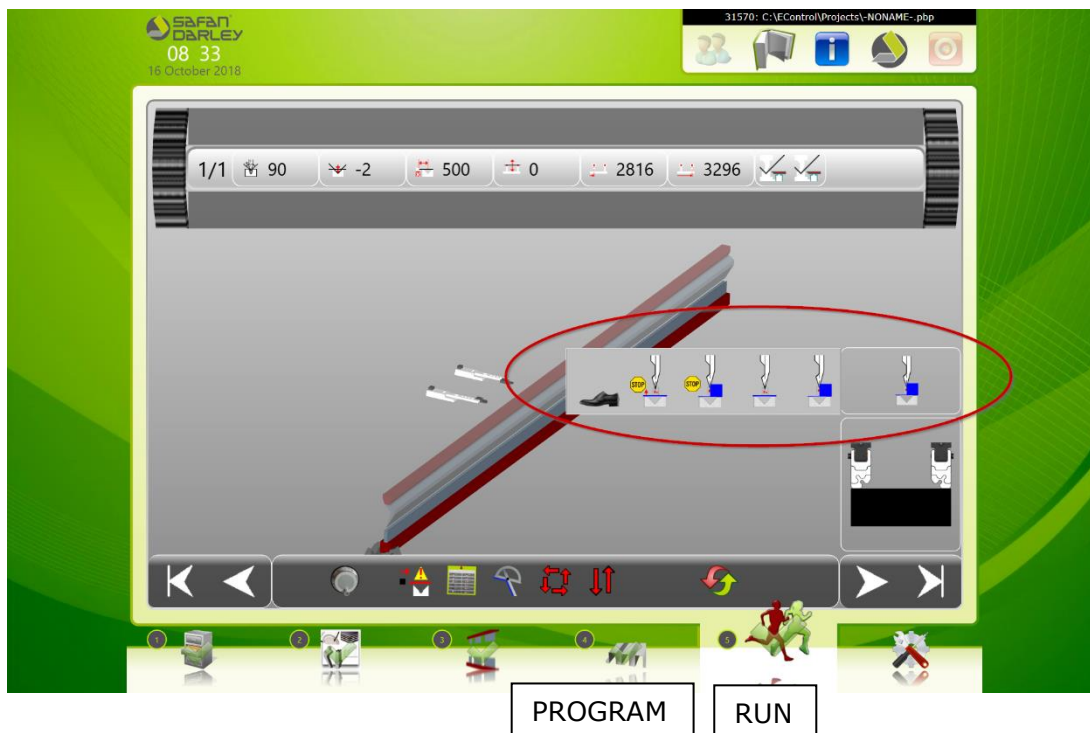 31570: C:\EControl\Projects\-NONAME-.pbp
SAFAN
DARLEY
08 33
16 October 2018
1/1 90 -2 500 0 2816 3296
STOP STOP
1 2 3 4 5
PROGRAM RUN